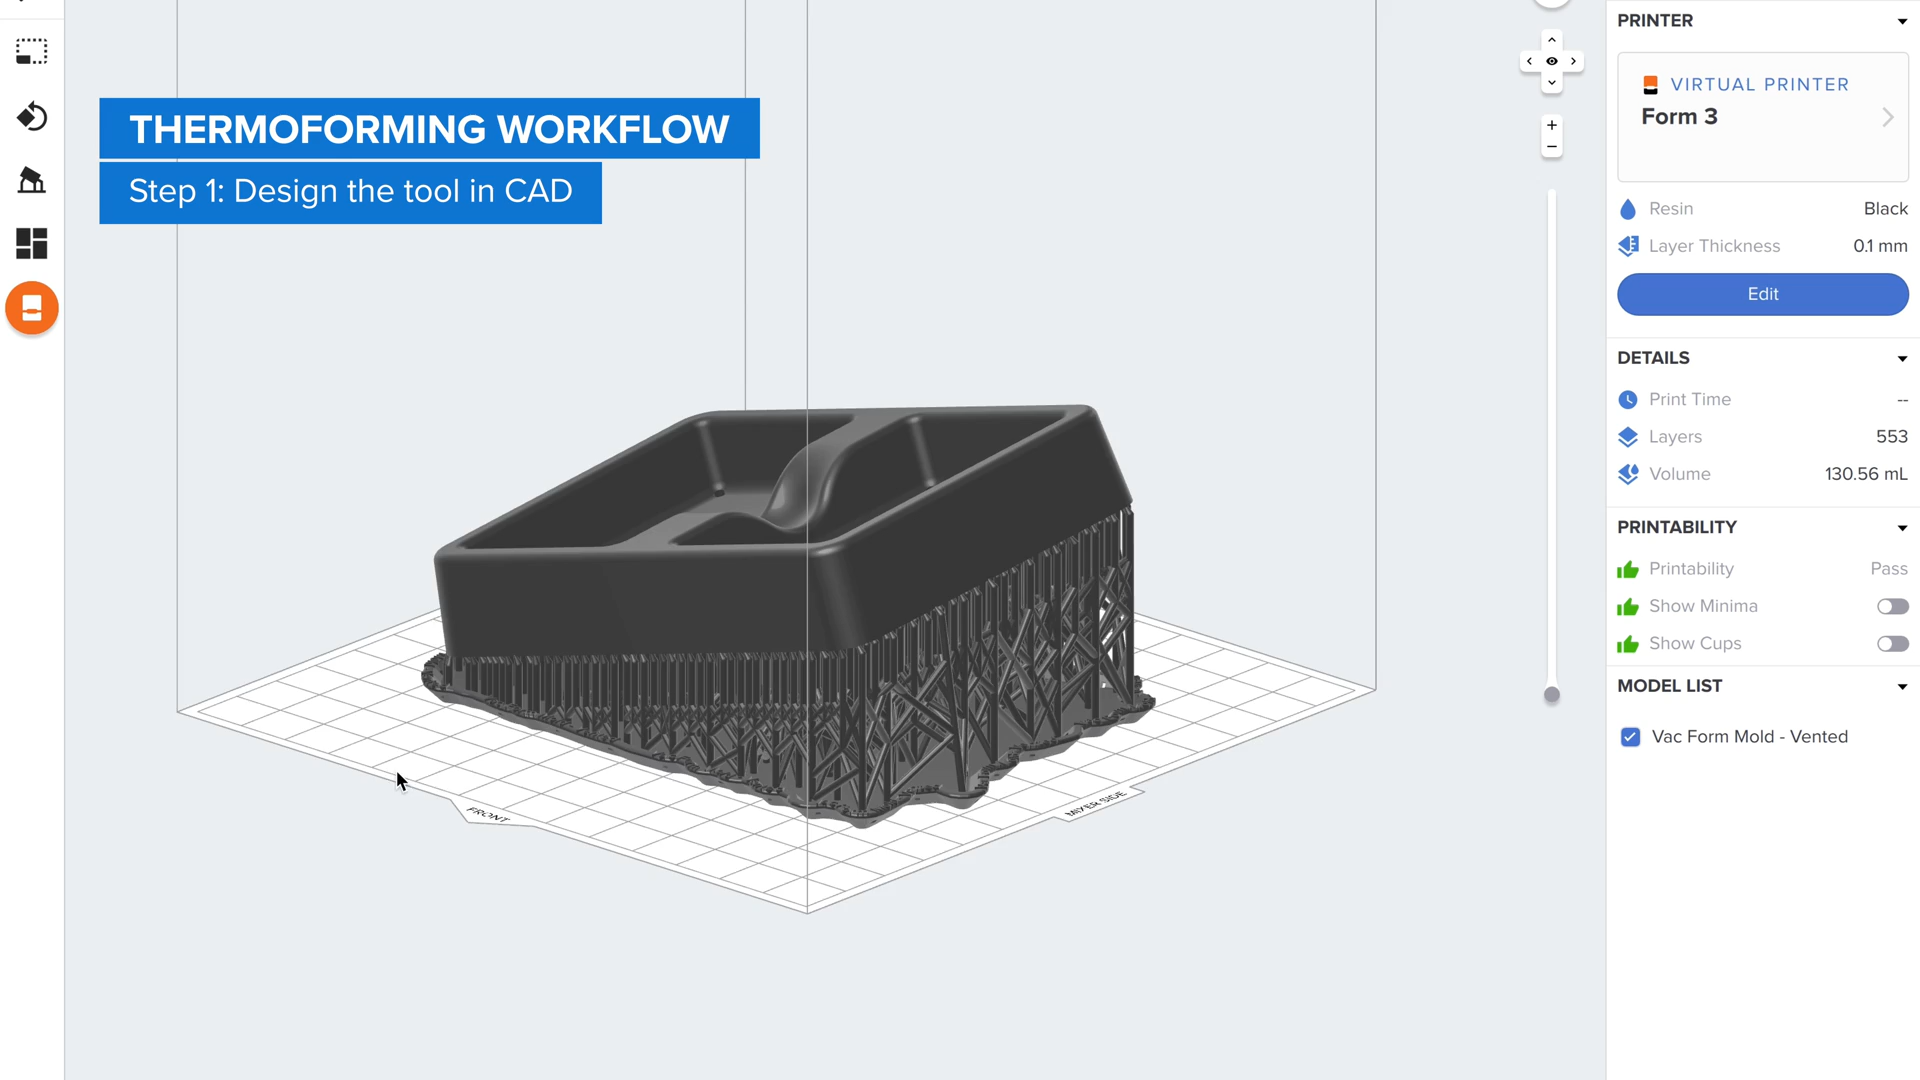 THERMOFORMING WORKFLOW
Step 1: Design the tool in CAD
FRONT
MIXER SIDE
PRINTER
VIRTUAL PRINTER
Form 3
Resin Black
Layer Thickness 0.1 mm
Edit
DETAILS
Print Time --
Layers 553
Volume 130.56 mL
PRINTABILITY
Printability Pass
Show Minima
Show Cups
MODEL LIST
Vac Form Mold - Vented